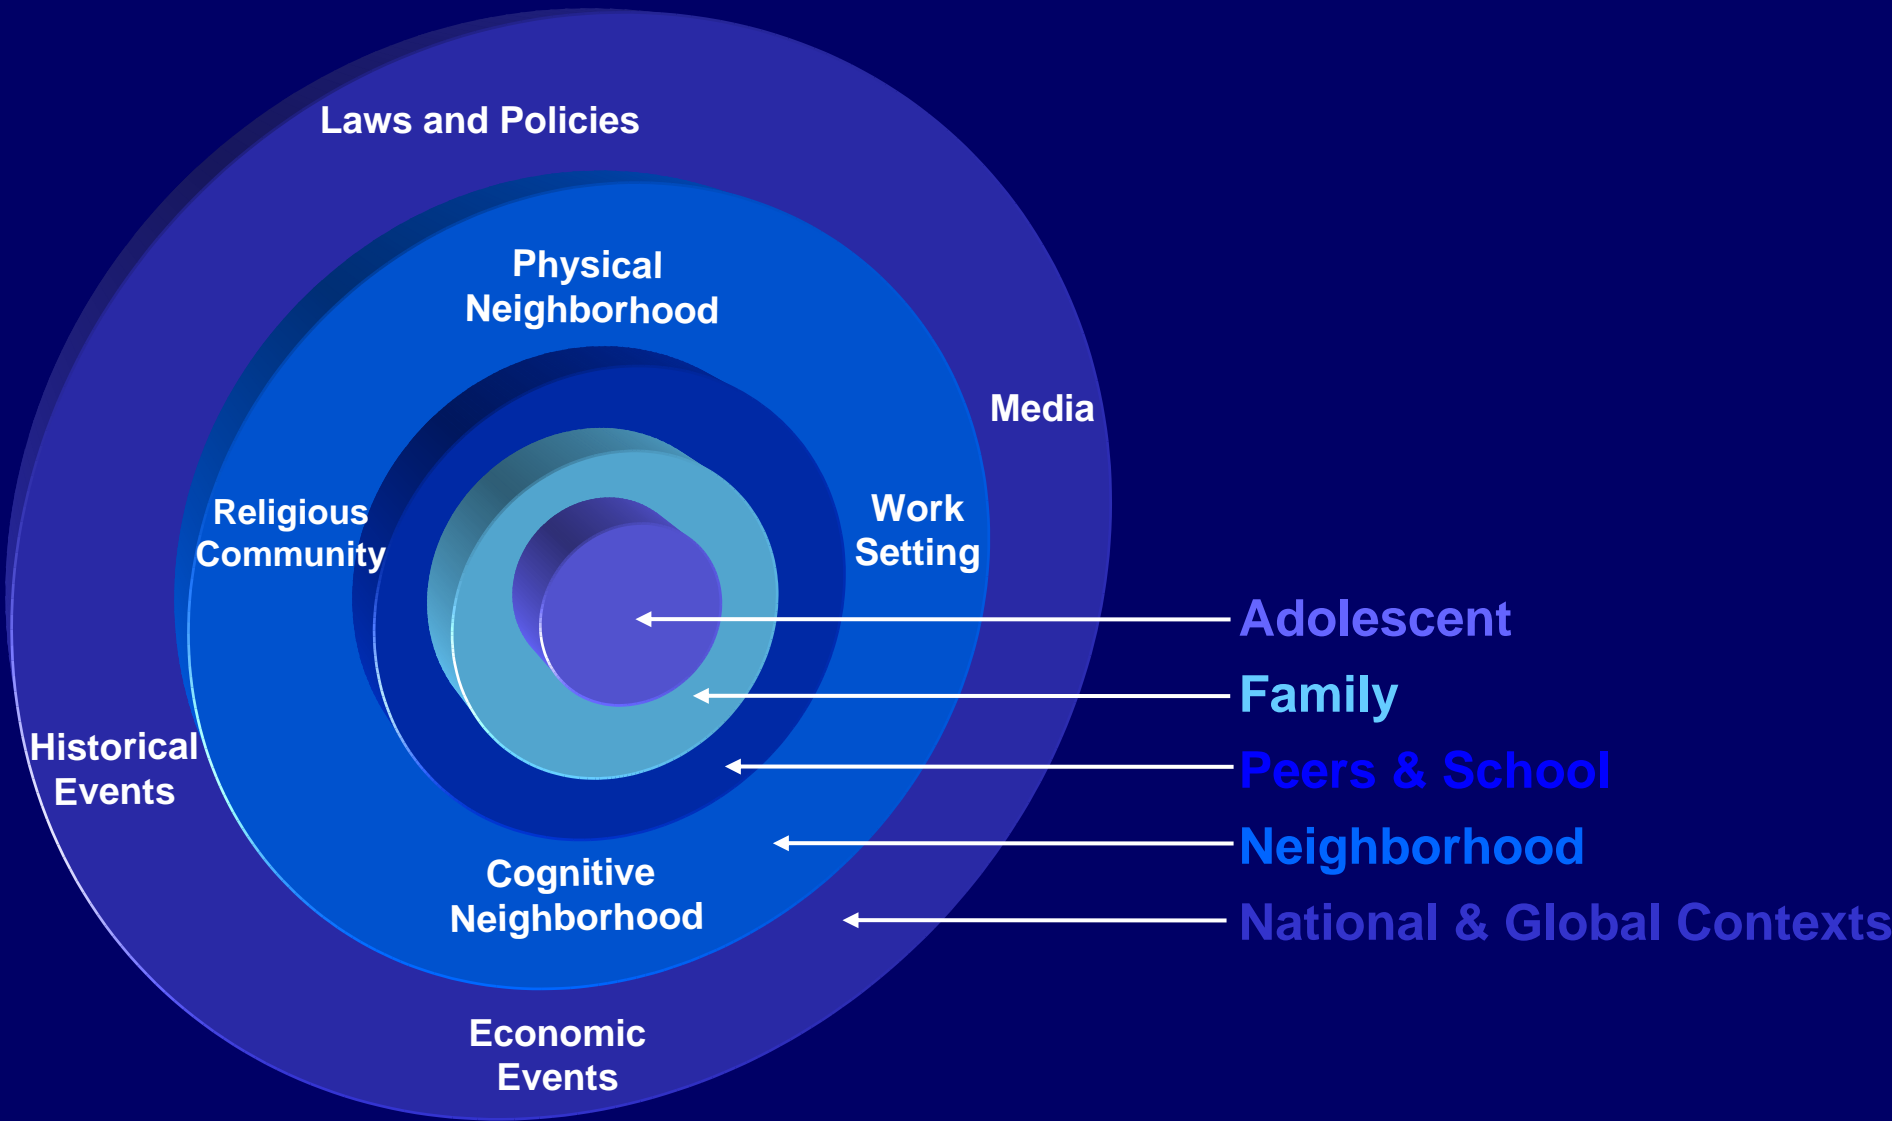 Laws and Policies
Physical
Neighborhood
Media
Religious
Community
Work
Setting
Adolescent
Family
Peers & School
Neighborhood
National & Global Contexts
Historical
Events
Cognitive
Neighborhood
Economic
Events